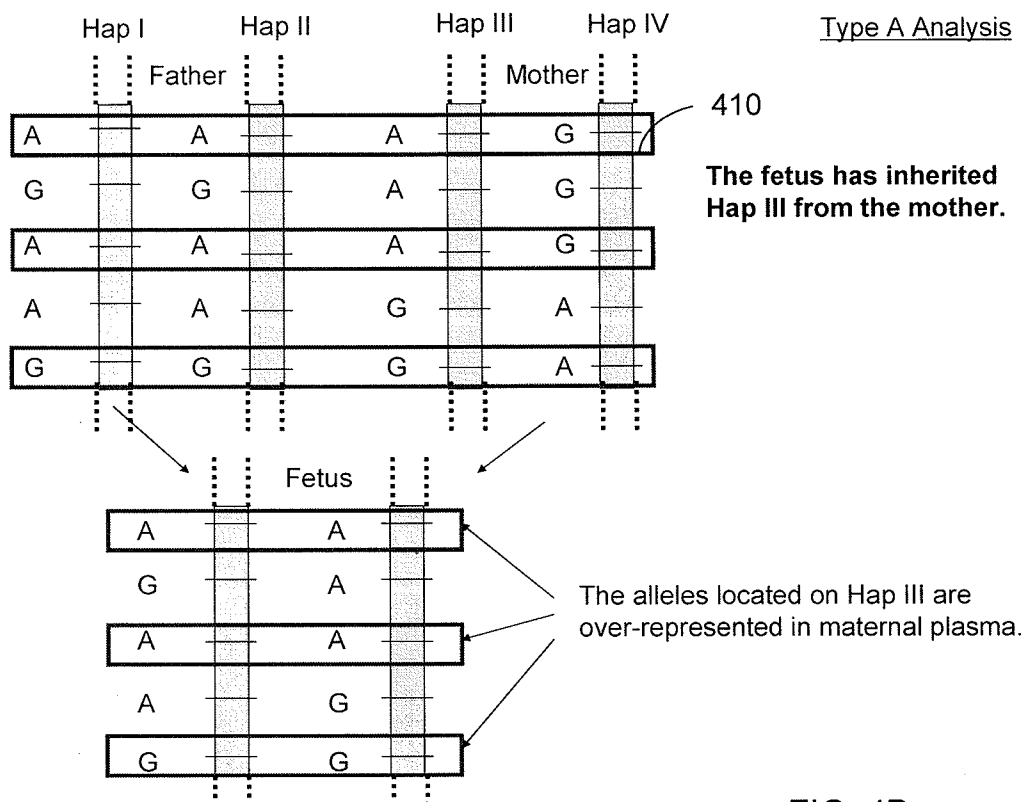 Hap I Hap II Hap III Hap IV Type A Analysis
Father Mother
410
A A A G
G G A G
The fetus has inherited
Hap III from the mother.
A A A G
A A G A
G G G A
Fetus
A A
G A
A A
A G
G G
The alleles located on Hap III are
over-represented in maternal plasma.